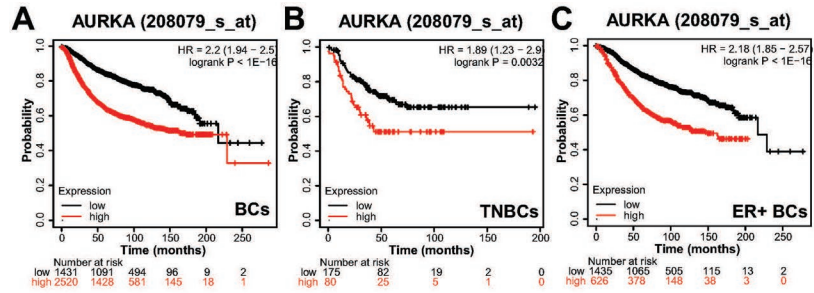 A
AURKA (208079_s_at)
HR = 2.2 (1.94 − 2.5
logrank P < 1E−16
Probability
1.0
0.8
0.6
0.4
0.2
0.0
Expression
low
high
BCs
0 50 100 150 200 250
Time (months)
Number at risk
low 1431 1091 494 96 9 2
high 2520 1428 581 145 18 1
B
AURKA (208079_s_at)
HR = 1.89 (1.23 − 2.9
logrank P = 0.0032
Probability
1.0
0.8
0.6
0.4
0.2
0.0
Expression
low
high
TNBCs
0 50 100 150 200
Time (months)
Number at risk
low 175 82 19 2 0
high 80 25 5 1 0
C
AURKA (208079_s_at)
HR = 2.18 (1.85 − 2.57)
logrank P < 1E−16
Probability
1.0
0.8
0.6
0.4
0.2
0.0
Expression
low
high
ER+ BCs
0 50 100 150 200 250
Time (months)
Number at risk
low 1435 1065 505 115 13 2
high 626 378 148 38 3 0